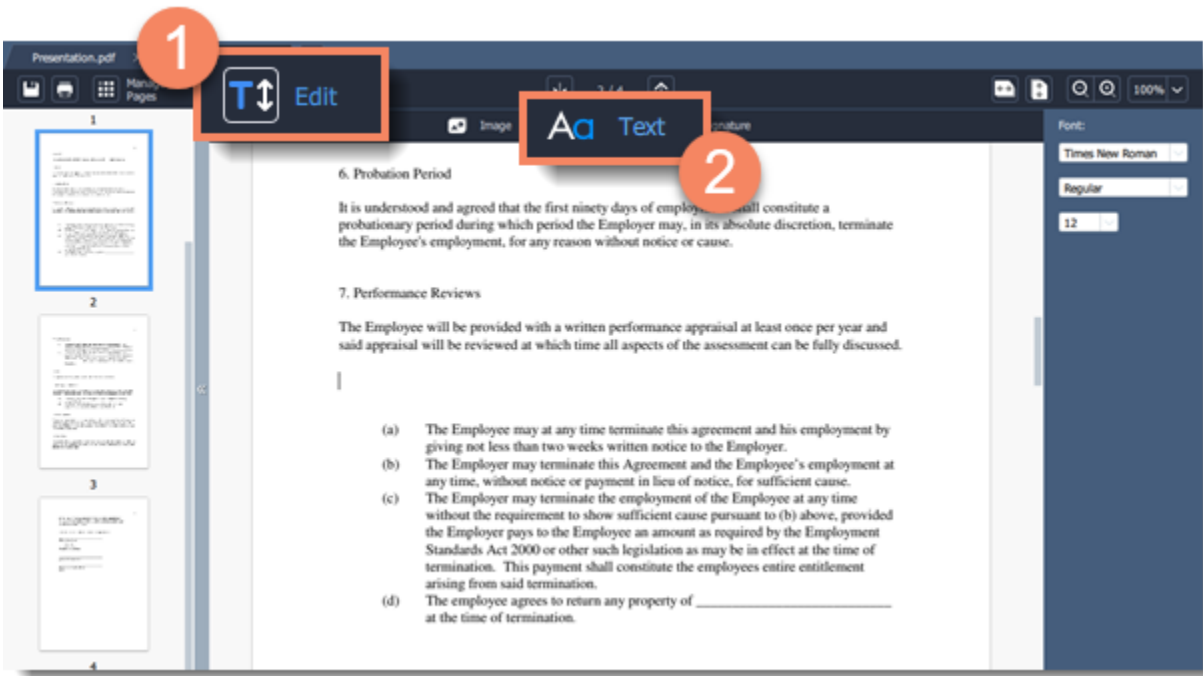 1
Presentation.pdf
Edit
Manag
Pages
100%
1
Image
Aa Text
nature
Font:
2
Times New Roman
6. Probation Period
Regular
It is understood and agreed that the first ninety days of employ all constitute a
12
probationary period during which period the Employer may, in its absolute discretion, terminate
the Employee's employment, for any reason without notice or cause.
7. Performance Reviews
2
The Employee will be provided with a written performance appraisal at least once per year and
said appraisal will be reviewed at which time all aspects of the assessment can be fully discussed.
(a) The Employee may at any time terminate this agreement and his employment by
giving not less than two weeks written notice to the Employer.
(b) The Employer may terminate this Agreement and the Employee's employment at
any time, without notice or payment in lieu of notice, for sufficient cause.
3
(c) The Employer may terminate the employment of the Employee at any time
without the requirement to show sufficient cause pursuant to (b) above, provided
the Employer pays to the Employee an amount as required by the Employment
Standards Act 2000 or other such legislation as may be in effect at the time of
termination. This payment shall constitute the employees entire entitlement
arising from said termination.
(d) The employee agrees to return any property of ____________________________
at the time of termination.
4